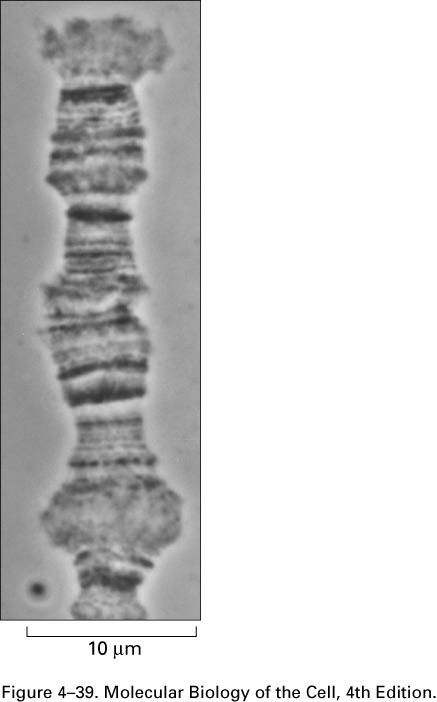 10 μm
Figure 4–39. Molecular Biology of the Cell, 4th Edition.